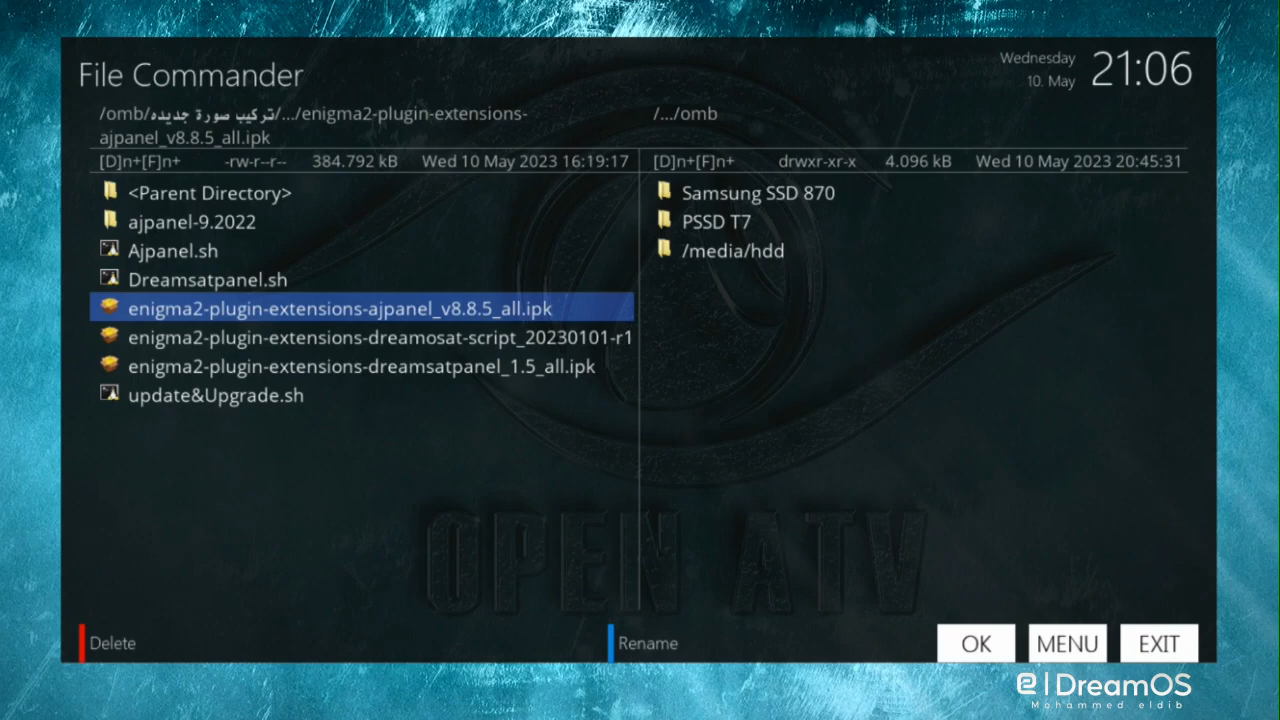 File Commander
Wednesday
10. May
21:06
/omb/تركيب صورة جديده/.../enigma2-plugin-extensions-
ajpanel_v8.8.5_all.ipk
/.../omb
[D]n+[F]n+ -rw-r--r-- 384.792 kB Wed 10 May 2023 16:19:17
[D]n+[F]n+ drwxr-xr-x 4.096 kB Wed 10 May 2023 20:45:31
<Parent Directory>
ajpanel-9.2022
Ajpanel.sh
Dreamsatpanel.sh
enigma2-plugin-extensions-ajpanel_v8.8.5_all.ipk
enigma2-plugin-extensions-dreamosat-script_20230101-r1
enigma2-plugin-extensions-dreamsatpanel_1.5_all.ipk
update&Upgrade.sh
Samsung SSD 870
PSSD T7
/media/hdd
OPEN ATV
Delete
Rename
OK
MENU
EXIT
DreamOS
Mohammed eldib